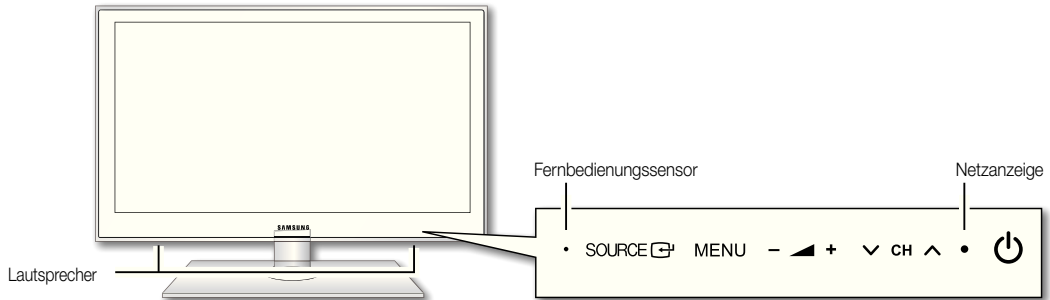 Fernbedienungssensor
Netzanzeige
SAMSUNG
SOURCE MENU - + CH
Lautsprecher